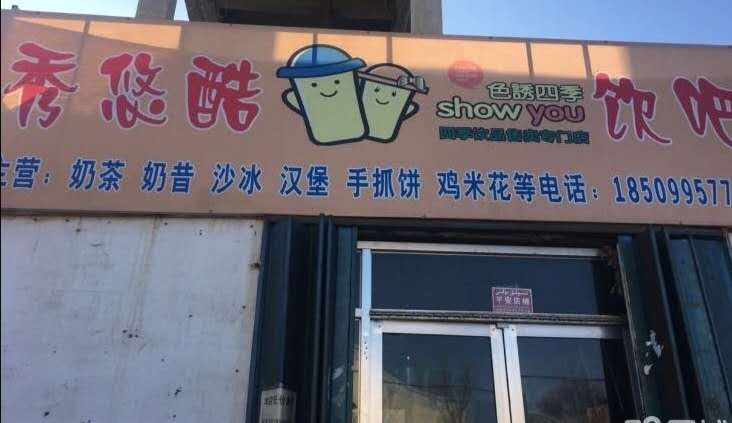 秀悠酷
色誘四季
show you
四季饮品售卖专门店
饮吧
主营：奶茶 奶昔 沙冰 汉堡 手抓饼 鸡米花等电话：185099577
平安店铺